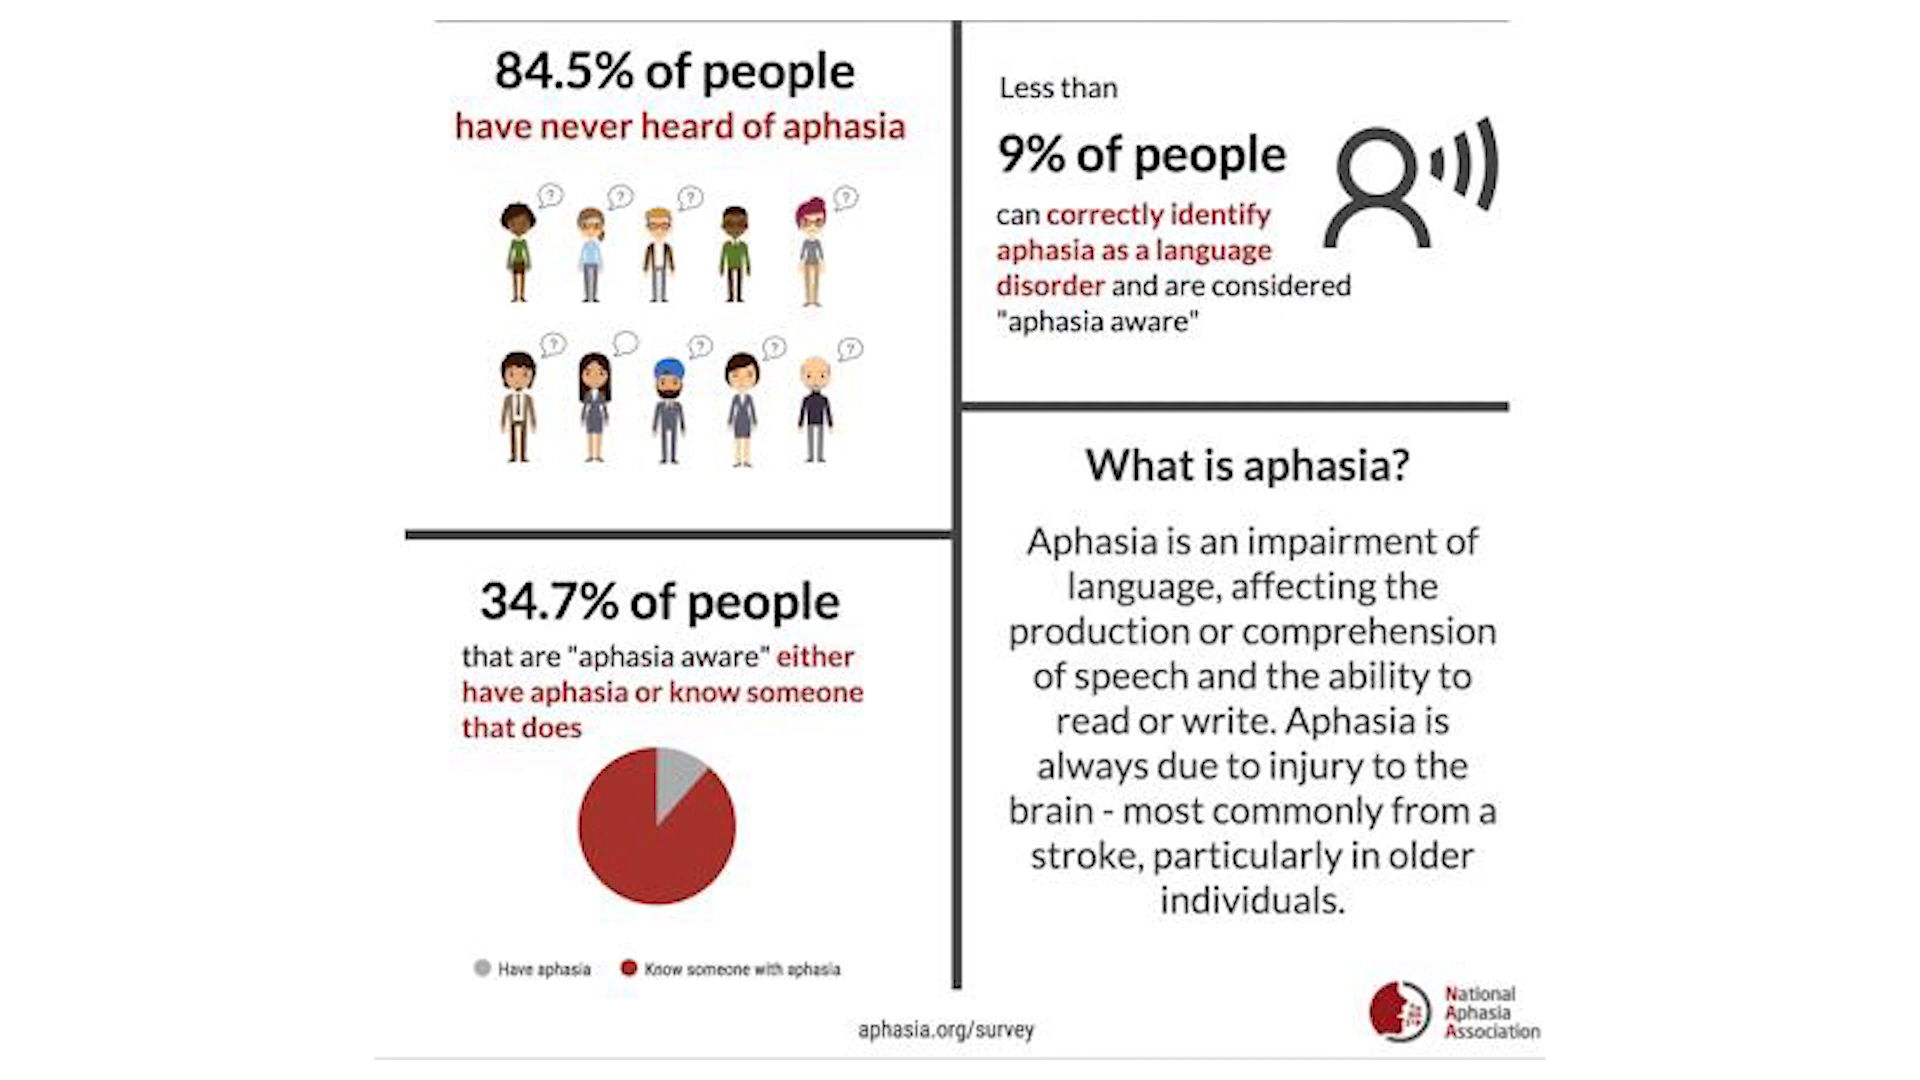 84.5% of people
have never heard of aphasia
?
?
?
?
?
?
?
?
34.7% of people
that are "aphasia aware" either
have aphasia or know someone
that does
Have aphasia
Know someone with aphasia
Less than
9% of people
can correctly identify
aphasia as a language
disorder and are considered
"aphasia aware"
What is aphasia?
Aphasia is an impairment of
language, affecting the
production or comprehension
of speech and the ability to
read or write. Aphasia is
always due to injury to the
brain - most commonly from a
stroke, particularly in older
individuals.
aphasia.org/survey
National
Aphasia
Association